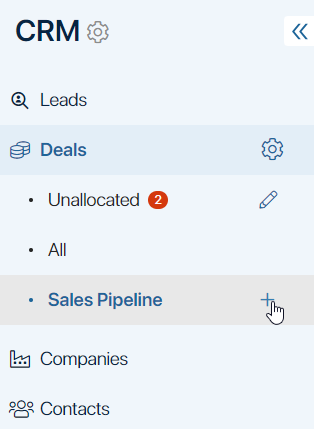 CRM
Leads
Deals
Unallocated 2
All
Sales Pipeline
Companies
Contacts